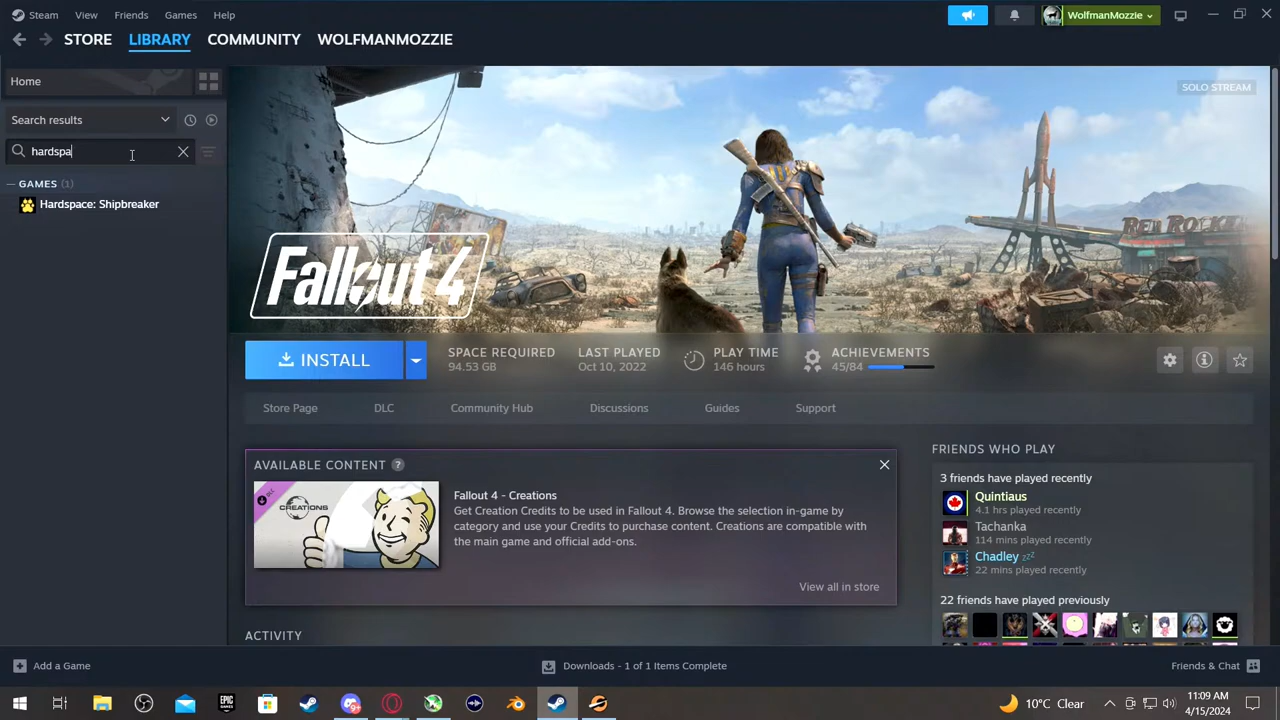 Steam View Friends Games Help
WolfmanMozzie
STORE LIBRARY COMMUNITY WOLFMANMOZZIE
Home
SOLO STREAM
Search results
hardspa
GAMES (1)
Hardspace: Shipbreaker
RED ROCKET
Fallout 4
INSTALL
SPACE REQUIRED
94.53 GB
LAST PLAYED
Oct 10, 2022
PLAY TIME
146 hours
ACHIEVEMENTS
45/84
Store Page DLC Community Hub Discussions Guides Support
AVAILABLE CONTENT ?
DLC
CREATIONS
Fallout 4 - Creations
Get Creation Credits to be used in Fallout 4. Browse the selection in-game by
category and use your Credits to purchase content. Creations are compatible with
the main game and official add-ons.
View all in store
FRIENDS WHO PLAY
3 friends have played recently
Quintiaus
4.1 hrs played recently
Tachanka
114 mins played recently
Chadley zzz
22 mins played recently
22 friends have played previously
ACTIVITY
Add a Game
Downloads - 1 of 1 Items Complete
Friends & Chat
EPIC GAMES
9+
10°C Clear
11:09 AM
4/15/2024